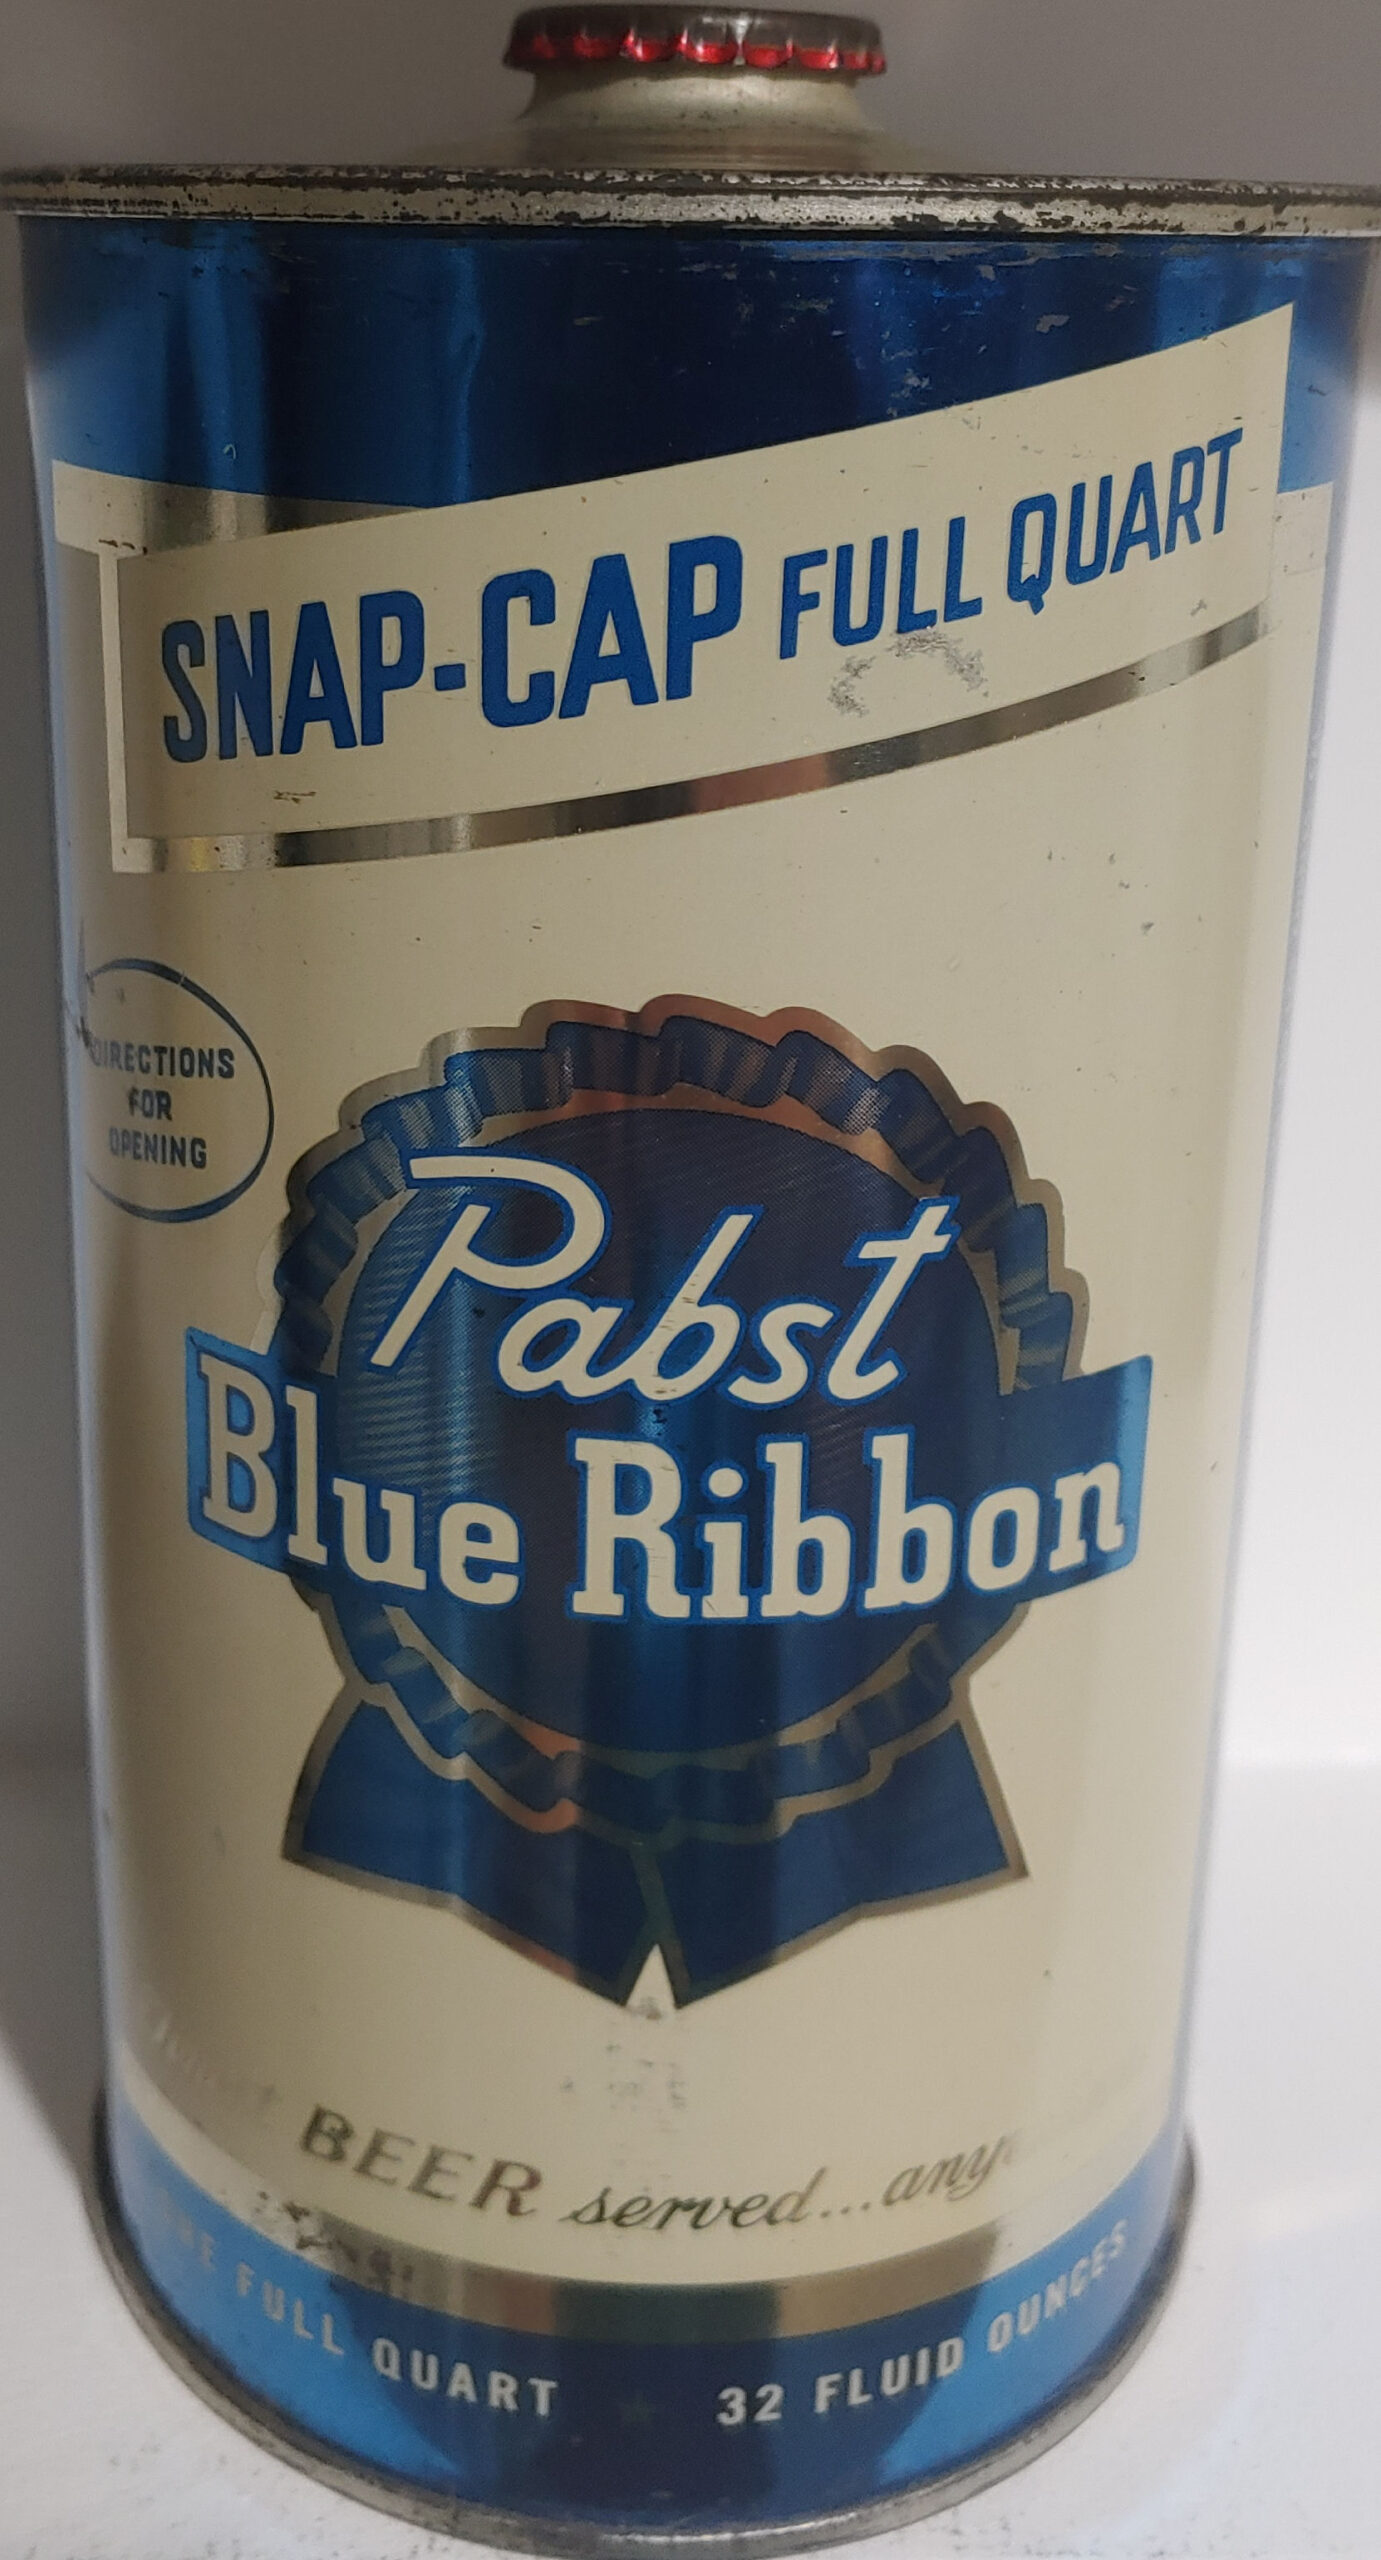 SNAP-CAP FULL QUART
DIRECTIONS
FOR
OPENING
Pabst
Blue Ribbon
BEER served...
FULL QUART 32 FLUID OUNCES